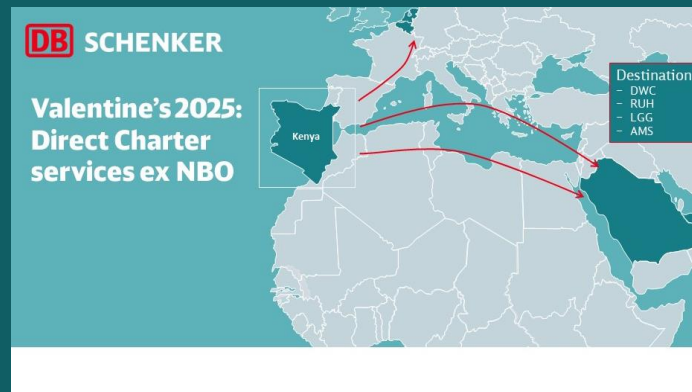 DB SCHENKER
Valentine's 2025:
Direct Charter
services ex NBO
Kenya
Destination
- DWC
- RUH
- LGG
- AMS